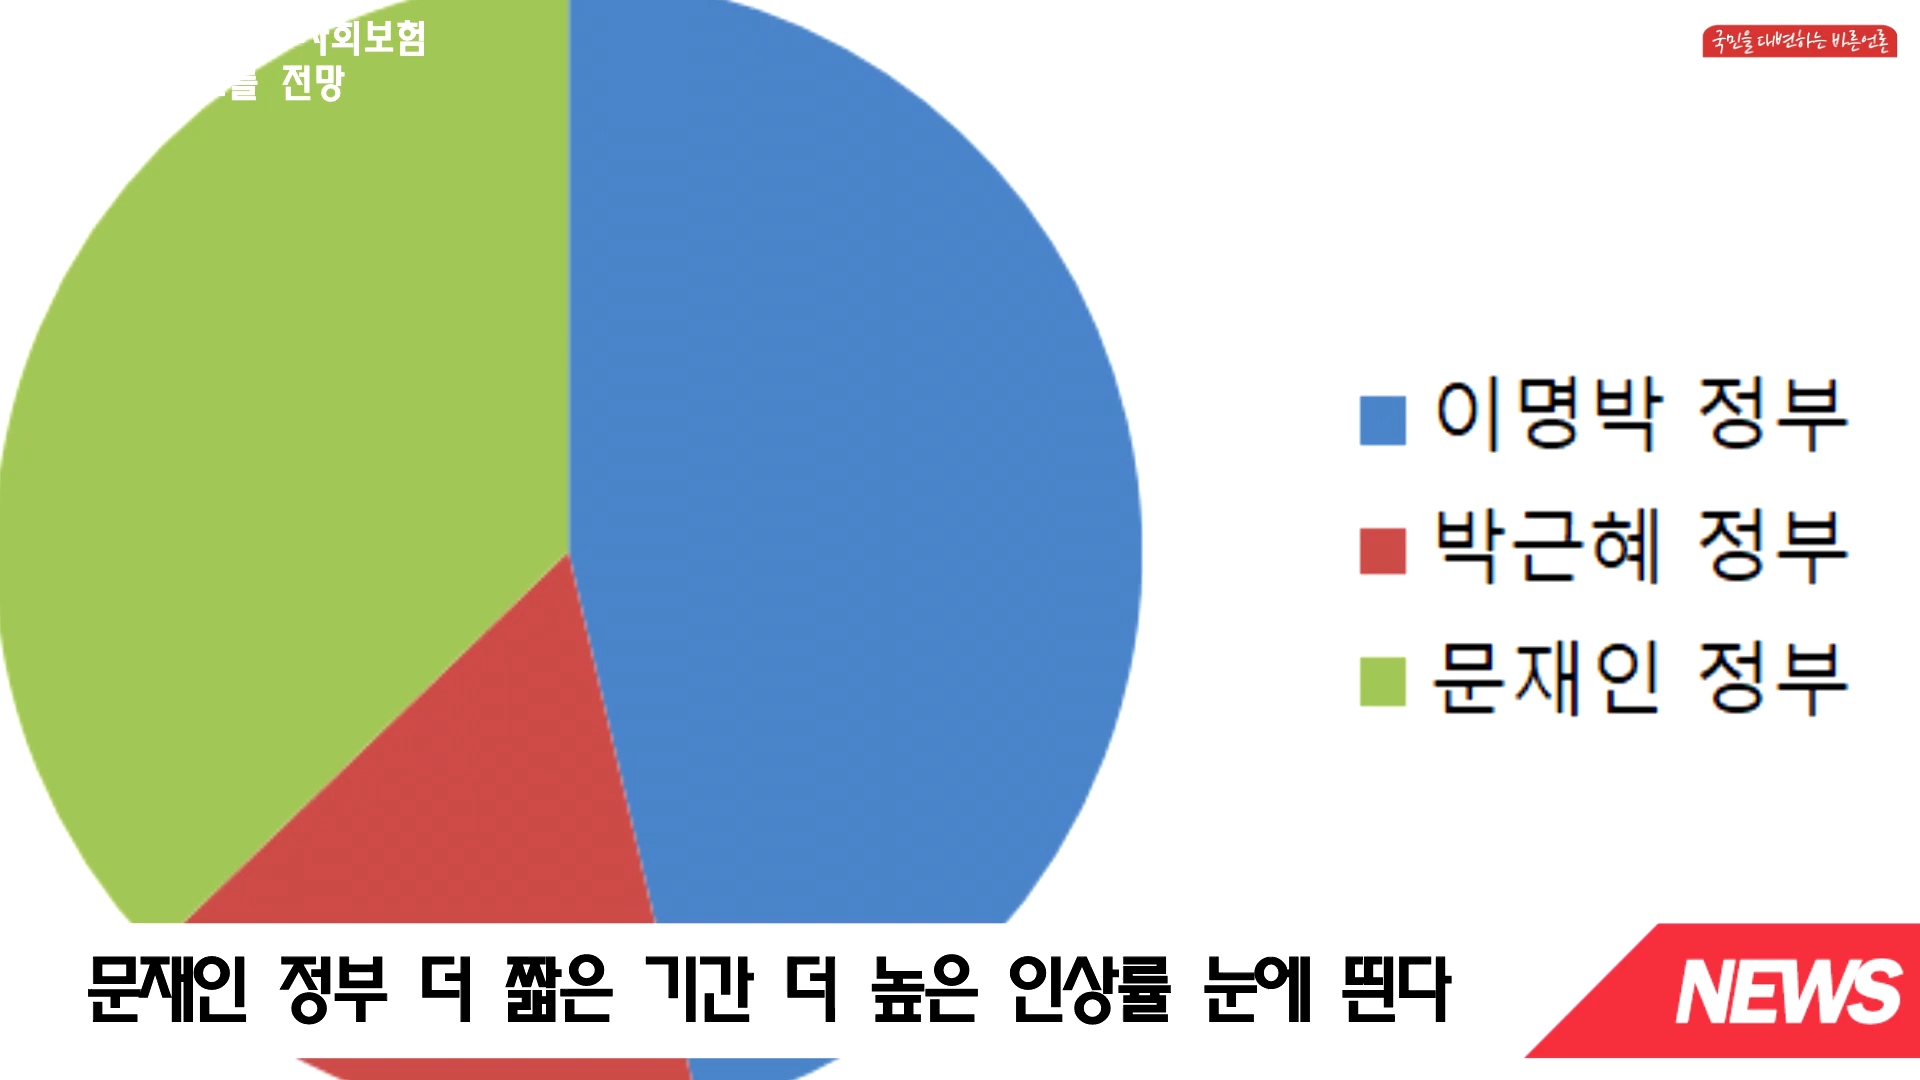 사회보험
전망
국민을 대변하는 바른언론
이명박 정부
박근혜 정부
문재인 정부
문재인 정부 더 짧은 기간 더 높은 인상률 눈에 띈다
NEWS